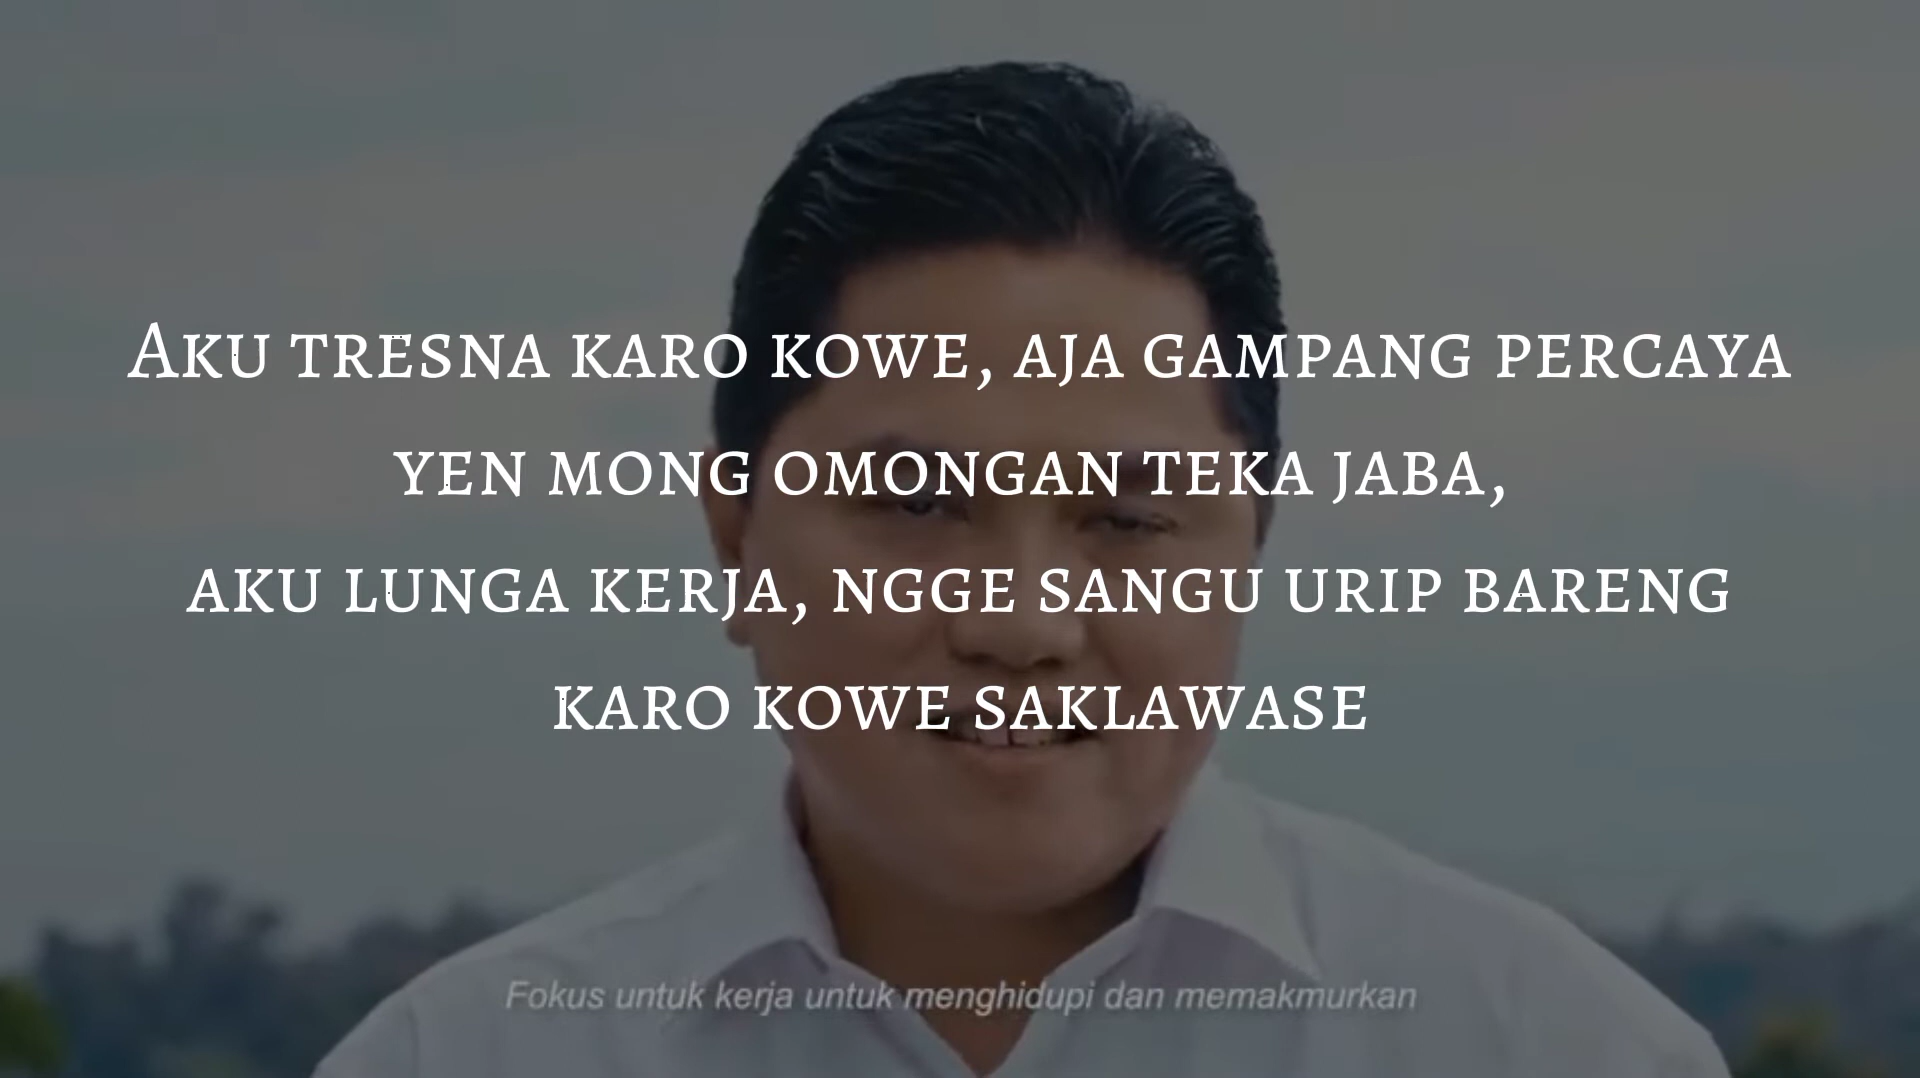 Aku tresna karo kowe, aja gampang percaya
yen mong omongan teka jaba,
aku lunga kerja, ngge sangu urip bareng
karo kowe saklawase
Fokus untuk kerja untuk menghidupi dan memakmurkan